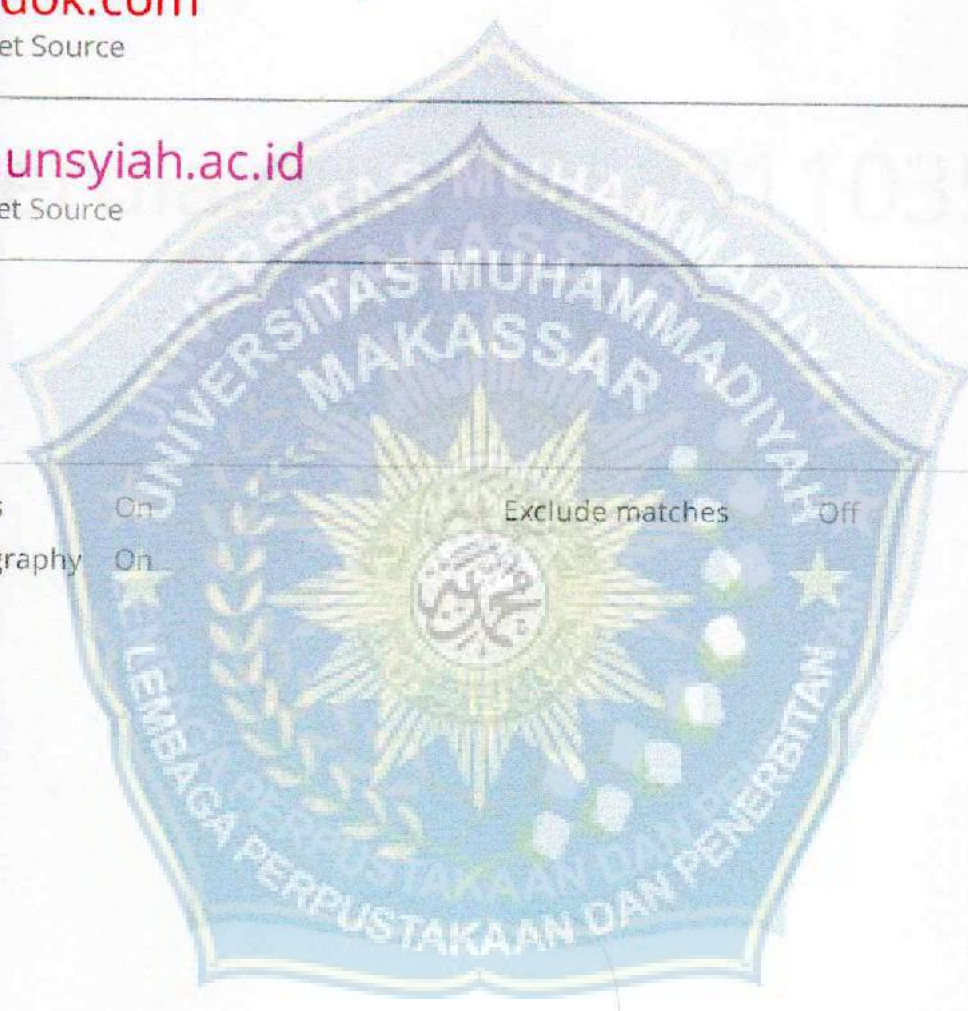 dok.com
et Source
unsyiah.ac.id
et Source
UNIVERSITAS MUHAMMADIYAH
MAKASSAR
On
Exclude matches Off
graphy On
LEMBAGA PERPUSTAKAAN DAN PENERBITAN